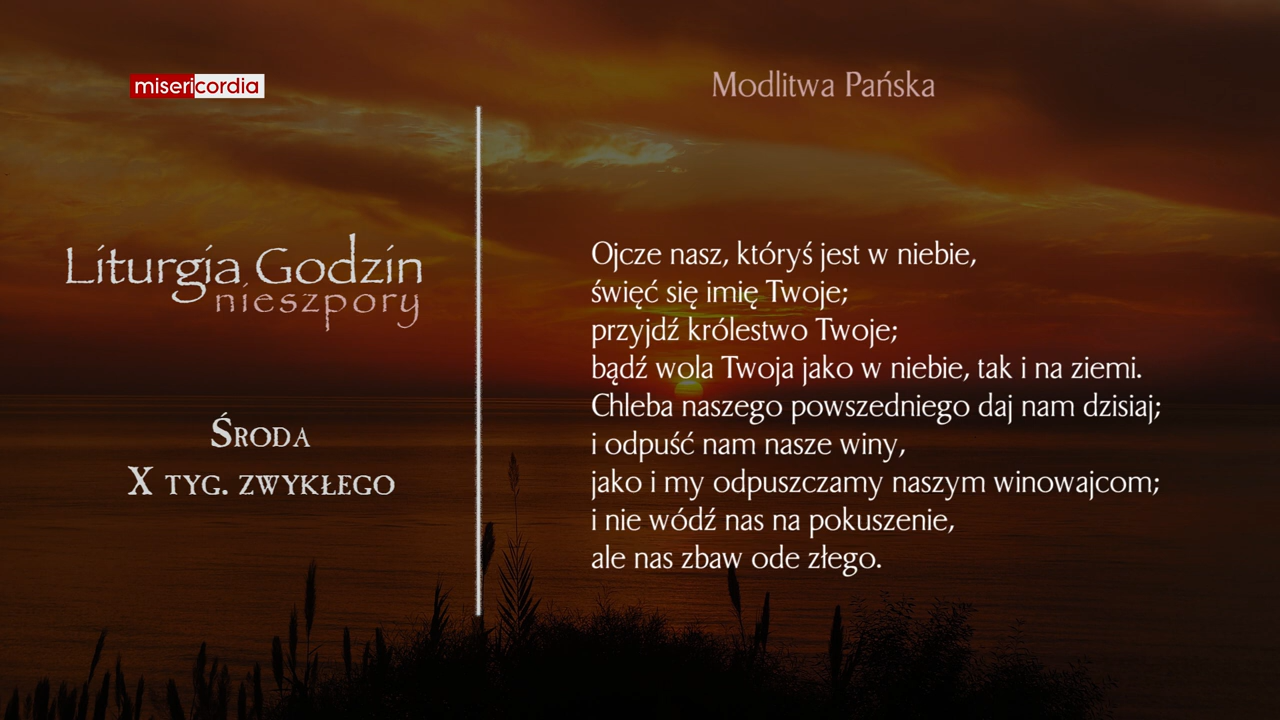 misericordia
Liturgia Godzin
nieszpory
Środa
X tyg. zwykłego
Modlitwa Pańska
Ojcze nasz, któryś jest w niebie,
święć się imię Twoje;
przyjdź królestwo Twoje;
bądź wola Twoja jako w niebie, tak i na ziemi.
Chleba naszego powszedniego daj nam dzisiaj;
i odpuść nam nasze winy,
jako i my odpuszczamy naszym winowajcom;
i nie wódź nas na pokuszenie,
ale nas zbaw ode złego.